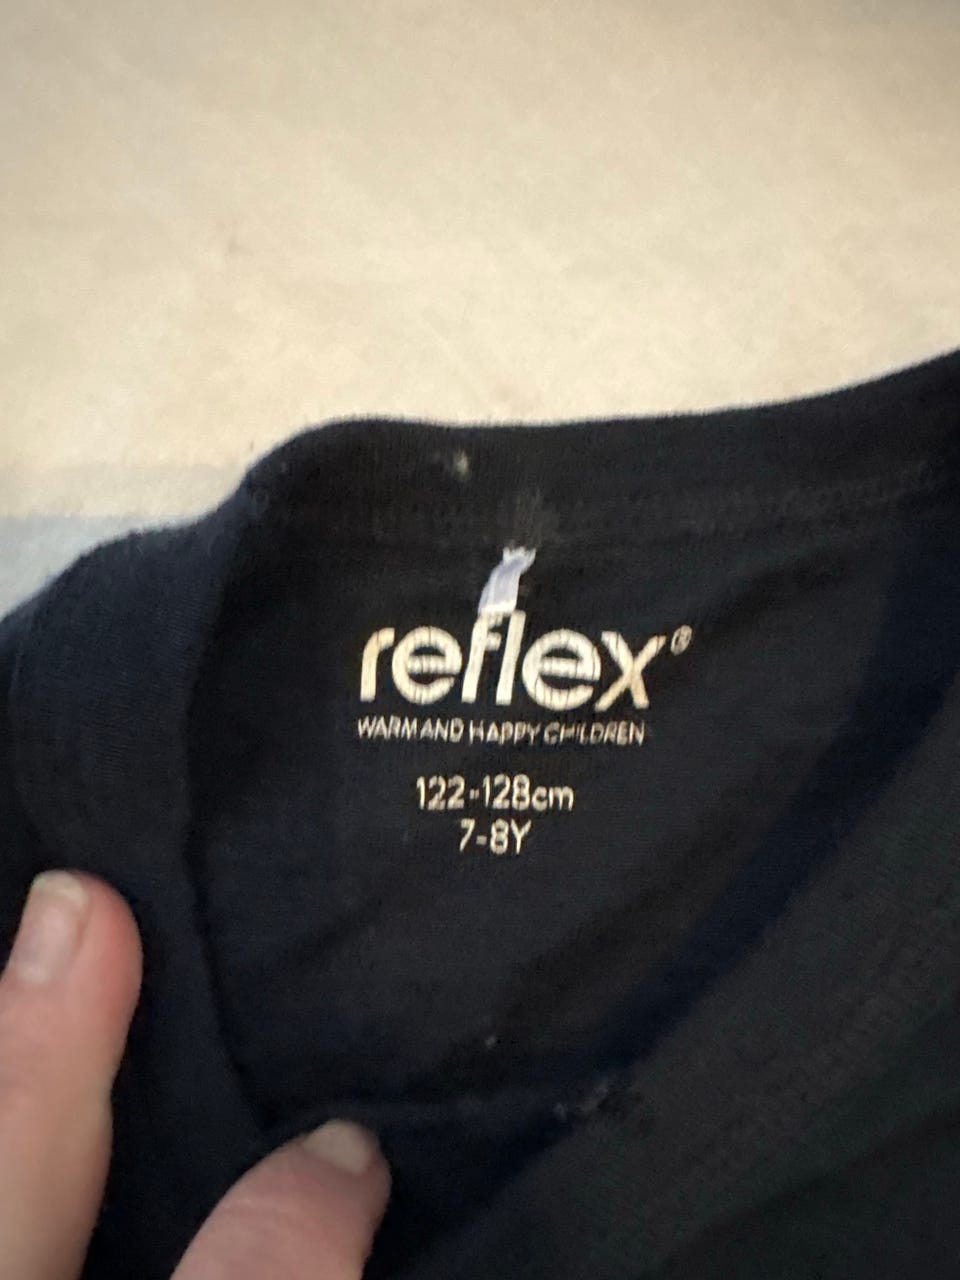 reflex®
WARM AND HAPPY CHILDREN
122-128cm
7-8Y